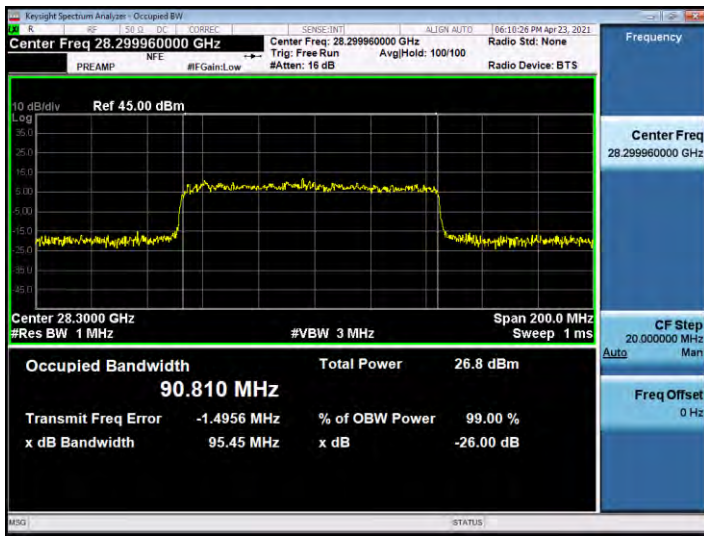 Keysight Spectrum Analyzer - Occupied BW
R RF 50 Ω DC CORREC SENSE:INT ALIGN AUTO 06:10:26 PM Apr 23, 2021
Center Freq 28.299960000 GHz
NFE
PREAMP #IFGain:Low
Center Freq: 28.299960000 GHz
Trig: Free Run Avg|Hold: 100/100
#Atten: 16 dB
Radio Std: None
Radio Device: BTS
10 dB/div Ref 45.00 dBm
Log
35.0
25.0
15.0
5.00
-5.00
-15.0
-25.0
-35.0
-45.0
Center 28.3000 GHz Span 200.0 MHz
#Res BW 1 MHz #VBW 3 MHz Sweep 1 ms
Occupied Bandwidth Total Power 26.8 dBm
90.810 MHz
Transmit Freq Error -1.4956 MHz % of OBW Power 99.00 %
x dB Bandwidth 95.45 MHz x dB -26.00 dB
MSG STATUS
Frequency
Center Freq
28.299960000 GHz
CF Step
20.000000 MHz
Auto Man
Freq Offset
0 Hz